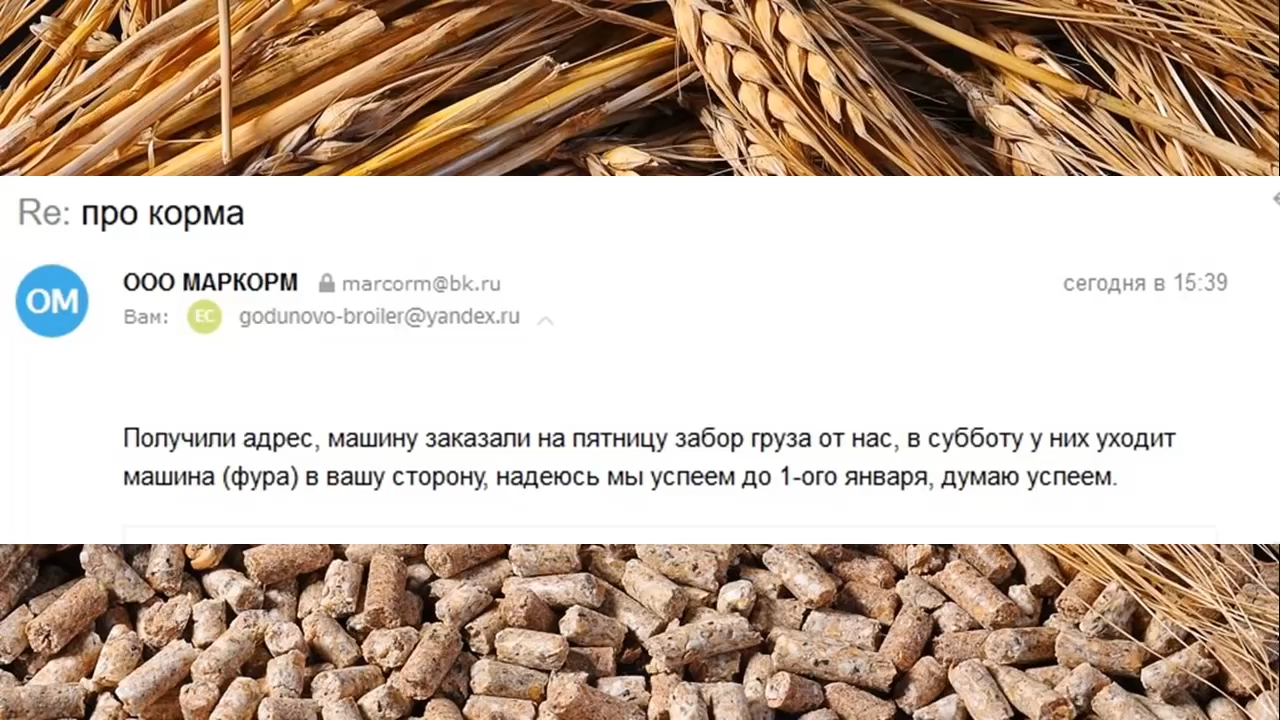 Re: про корма
ОМ
ООО МАРКОРМ marcorm@bk.ru
сегодня в 15:39
Вам: ЕС godunovo-broiler@yandex.ru
Получили адрес, машину заказали на пятницу забор груза от нас, в субботу у них уходит
машина (фура) в вашу сторону, надеюсь мы успеем до 1-ого января, думаю успеем.